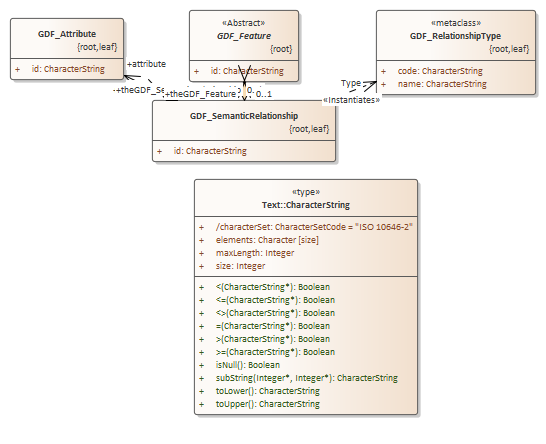 GDF_Attribute
{root,leaf}
+ id: CharacterString
«Abstract»
GDF_Feature
{root}
+ id: CharacterString
«metaclass»
GDF_RelationshipType
{root,leaf}
+ code: CharacterString
+ name: CharacterString
+attribute
+theGDF_Se
+theGDF_Feature
0..1
Type
«Instantiates»
GDF_SemanticRelationship
{root,leaf}
+ id: CharacterString
«type»
Text::CharacterString
+ /characterSet: CharacterSetCode = "ISO 10646-2"
+ elements: Character [size]
+ maxLength: Integer
+ size: Integer
+ <(CharacterString*): Boolean
+ <=(CharacterString*): Boolean
+ <>(CharacterString*): Boolean
+ =(CharacterString*): Boolean
+ >(CharacterString*): Boolean
+ >=(CharacterString*): Boolean
+ isNull(): Boolean
+ subString(Integer*, Integer*): CharacterString
+ toLower(): CharacterString
+ toUpper(): CharacterString